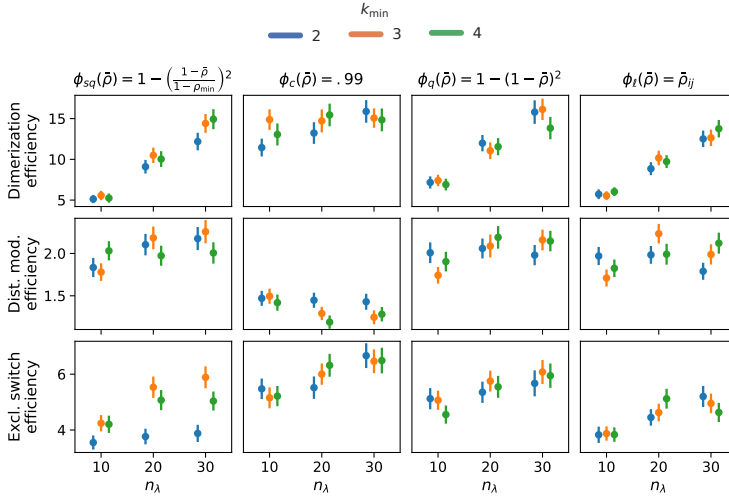 k_min
2 3 4
ϕ_sq(ρ̄) = 1 − ((1 − ρ̄)/(1 − ρ_min))^2
ϕ_c(ρ̄) = .99
ϕ_q(ρ̄) = 1 − (1 − ρ̄)^2
ϕ_ℓ(ρ̄) = ρ̄_ij
Dimerization
efficiency
15
10
5
Dist. mod.
efficiency
2.0
1.5
Excl. switch
efficiency
6
4
10 20 30
10 20 30
10 20 30
10 20 30
n_λ
n_λ
n_λ
n_λ